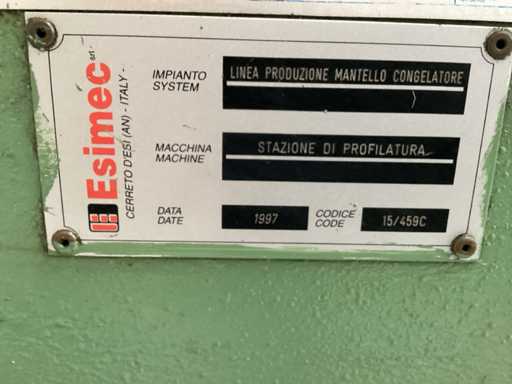 Esimec srl
CERRETO D'ESI (AN) - ITALY -
IMPIANTO
SYSTEM
LINEA PRODUZIONE MANTELLO CONGELATORE
MACCHINA
MACHINE
STAZIONE DI PROFILATURA
DATA
DATE
1997
CODICE
CODE
15/459C